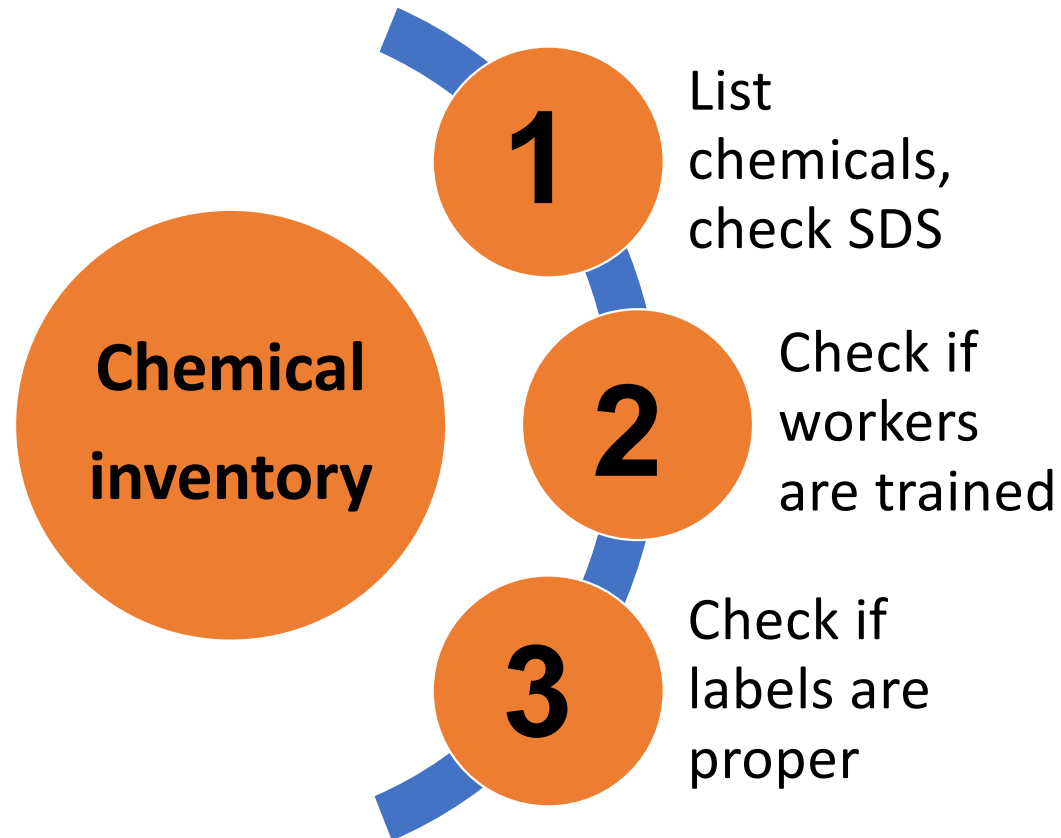 Chemical
inventory
1
List
chemicals,
check SDS
2
Check if
workers
are trained
3
Check if
labels are
proper